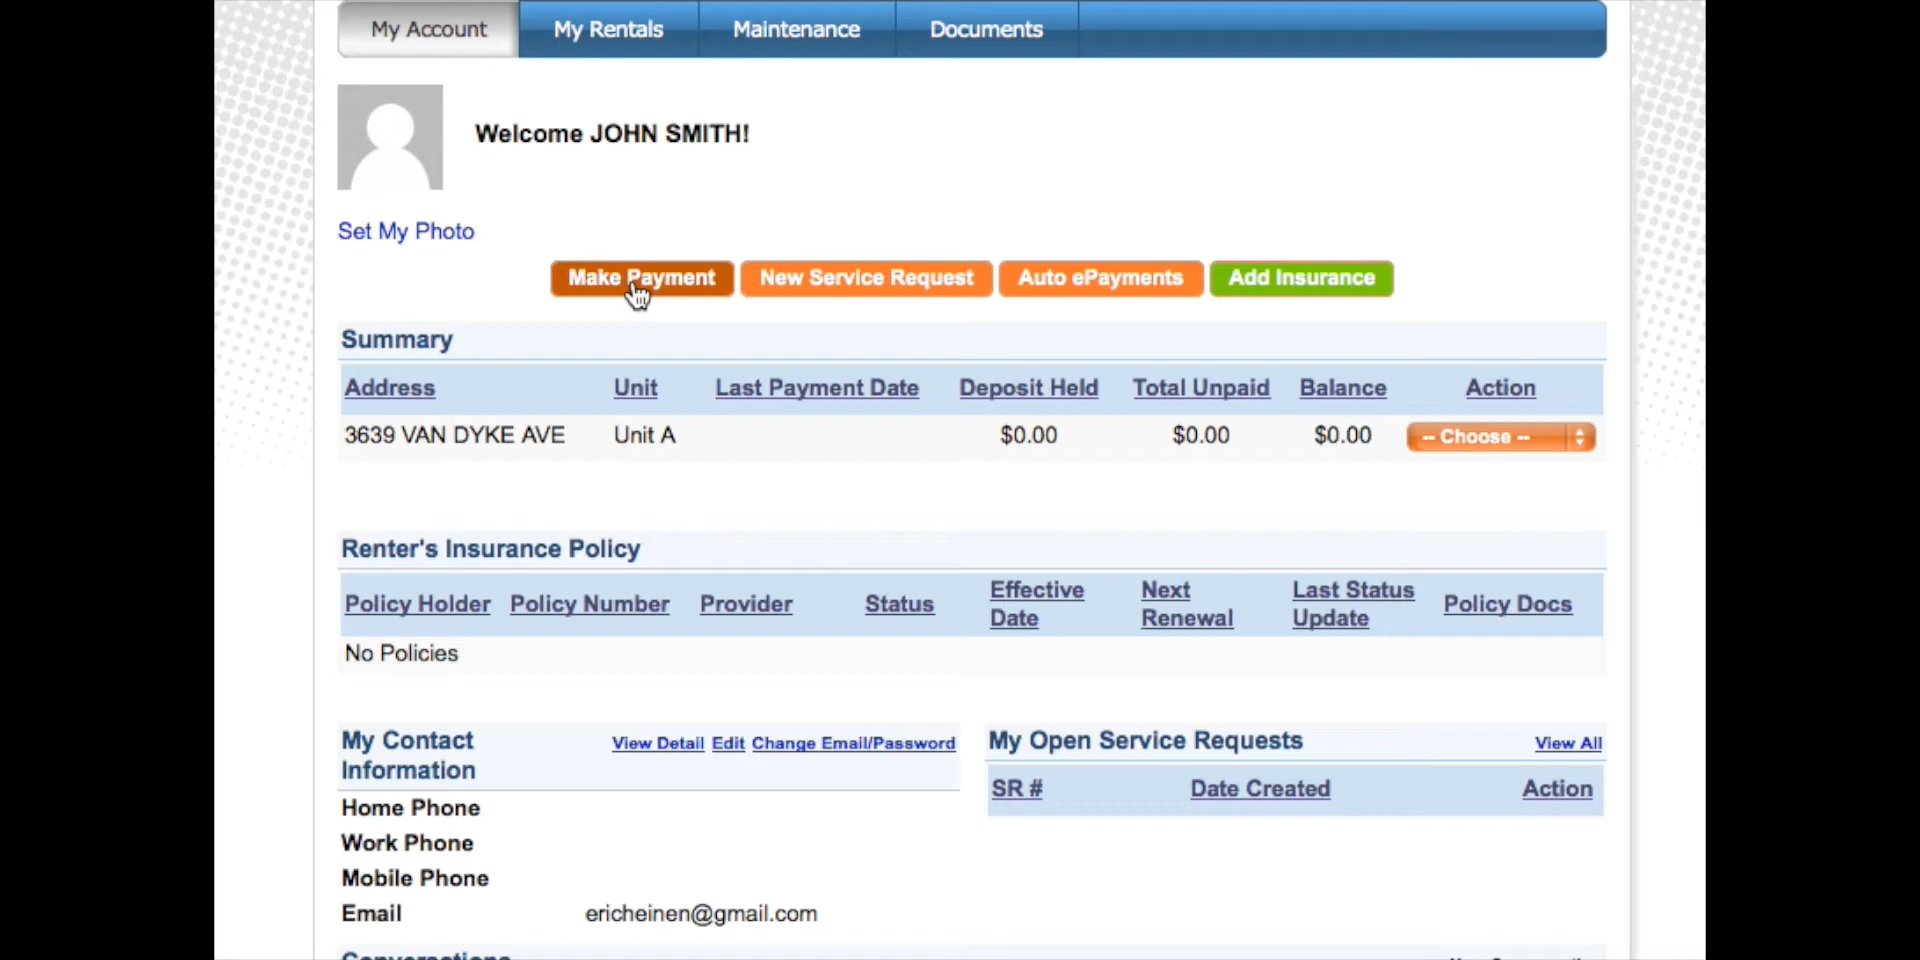 My Account My Rentals Maintenance Documents
Welcome JOHN SMITH!
Set My Photo
Make Payment New Service Request Auto ePayments Add Insurance
Summary
Address Unit Last Payment Date Deposit Held Total Unpaid Balance Action
3639 VAN DYKE AVE Unit A $0.00 $0.00 $0.00 -- Choose --
Renter's Insurance Policy
Policy Holder Policy Number Provider Status Effective Date Next Renewal Last Status Update Policy Docs
No Policies
My Contact Information View Detail Edit Change Email/Password
Home Phone
Work Phone
Mobile Phone
Email ericheinen@gmail.com
My Open Service Requests View All
SR # Date Created Action
Conversations